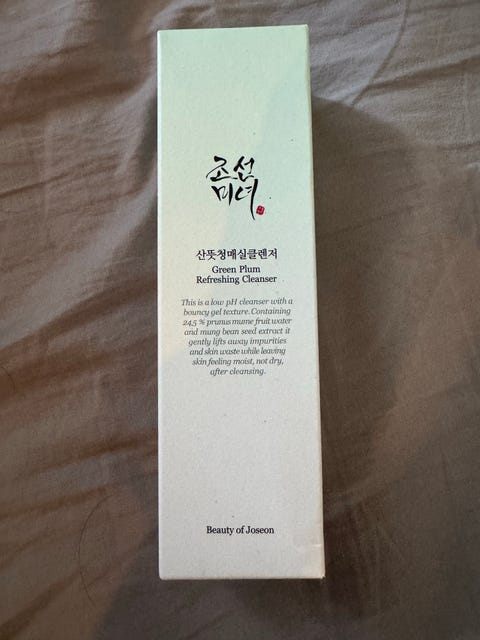 조선
미녀
산뜻청매실클렌저
Green Plum
Refreshing Cleanser
This is a low pH cleanser with a
bouncy gel texture. Containing
24,5 % prunus mume fruit water
and mung bean seed extract it
gently lifts away impurities
and skin waste while leaving
skin feeling moist, not dry,
after cleansing.
Beauty of Joseon